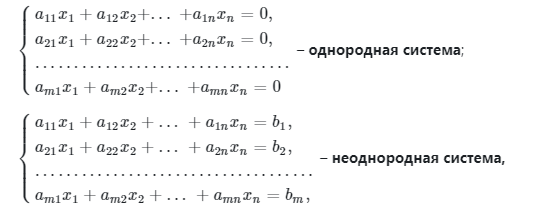 a₁₁x₁ + a₁₂x₂+… +a₁ₙxₙ = 0,
a₂₁x₁ + a₂₂x₂+… +a₂ₙxₙ = 0,
– однородная система;
.................................
aₘ₁x₁ + aₘ₂x₂+… +aₘₙxₙ = 0
a₁₁x₁ + a₁₂x₂ + … + a₁ₙxₙ = b₁,
a₂₁x₁ + a₂₂x₂ + … + a₂ₙxₙ = b₂,
– неоднородная система,
....................................
aₘ₁x₁ + aₘ₂x₂ + … + aₘₙxₙ = bₘ,